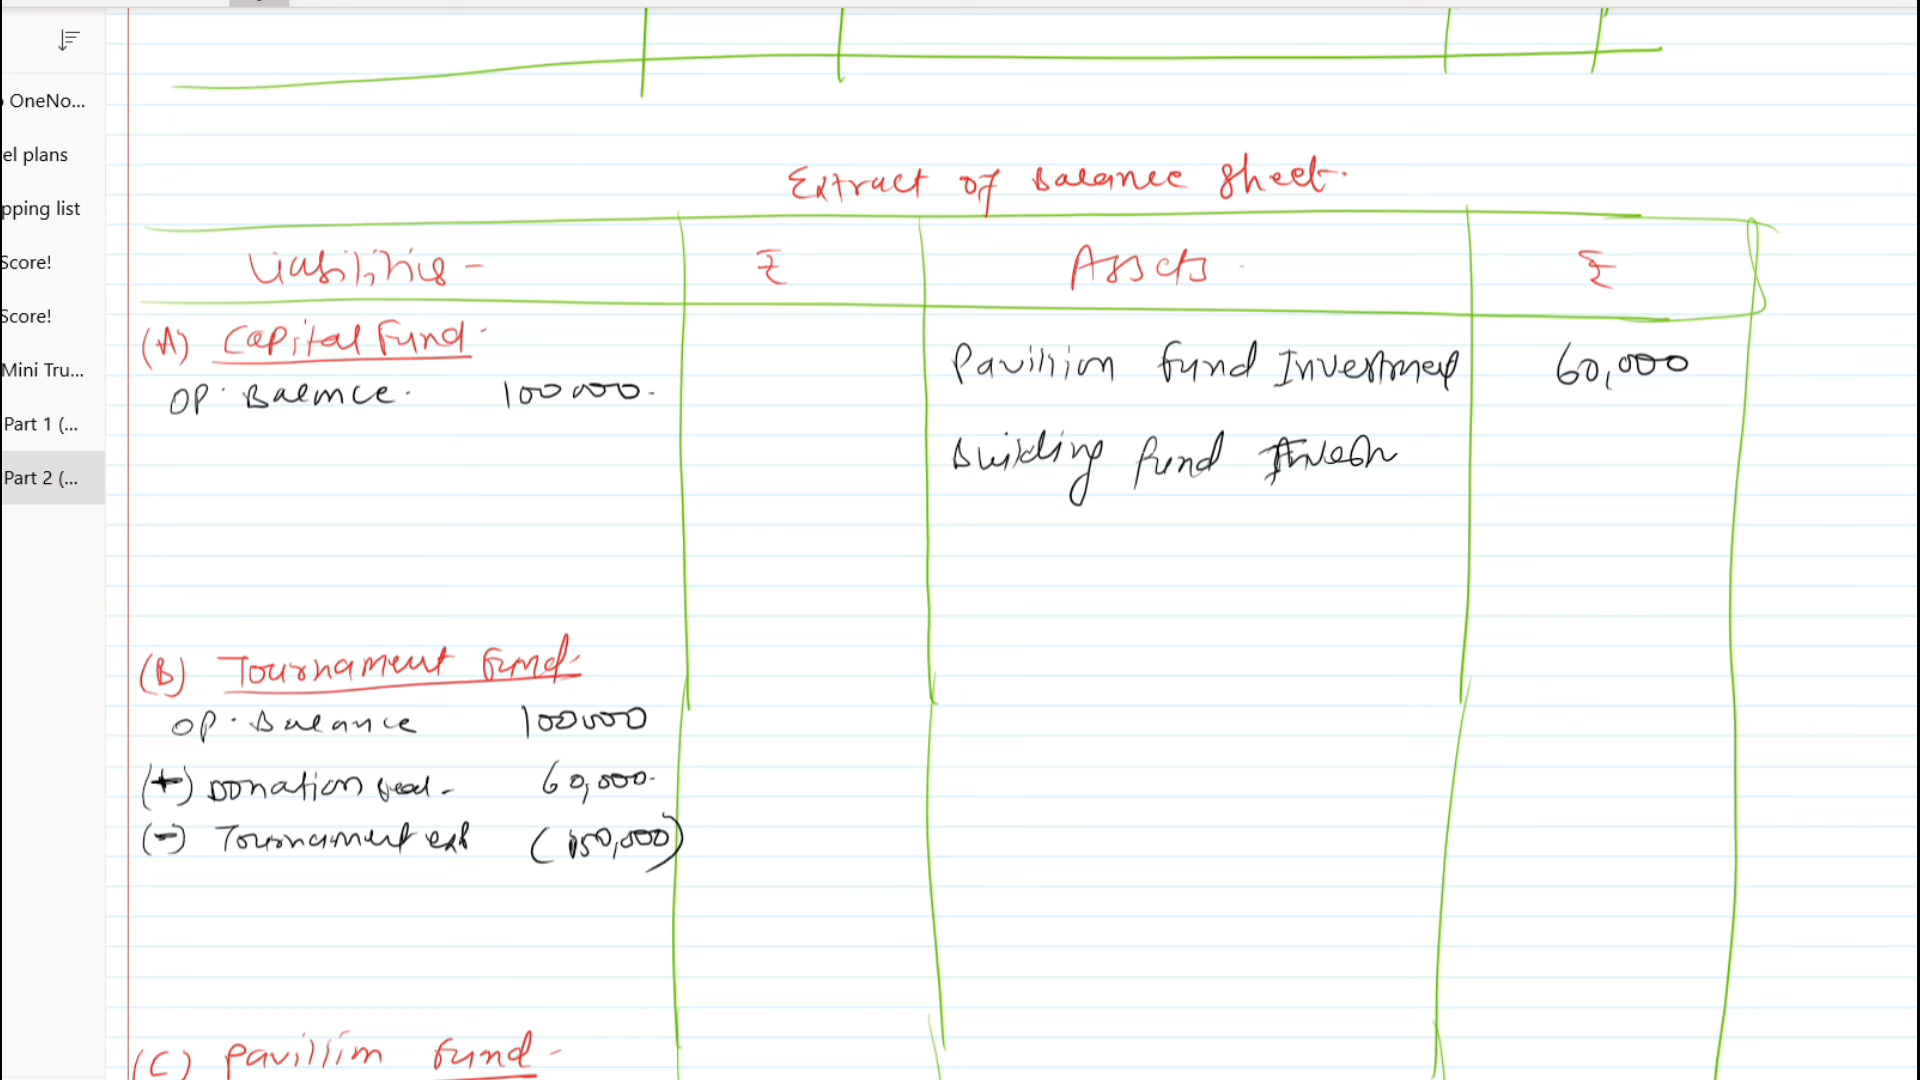 OneNo...
el plans
pping list
Score!
Score!
Mini Tru...
Part 1 (...
Part 2 (...
Extract of Balance Sheet.
Liabilities - ₹ Assets ₹
(A) Capital Fund -
OP. Balance. 100000.
Pavilion Fund Investment 60,000
Building Fund
(B) Tournament Fund -
OP. Balance 100000
(+) Donation 60,000
(-) Tournament exp (150,000)
(C) Pavillion Fund -